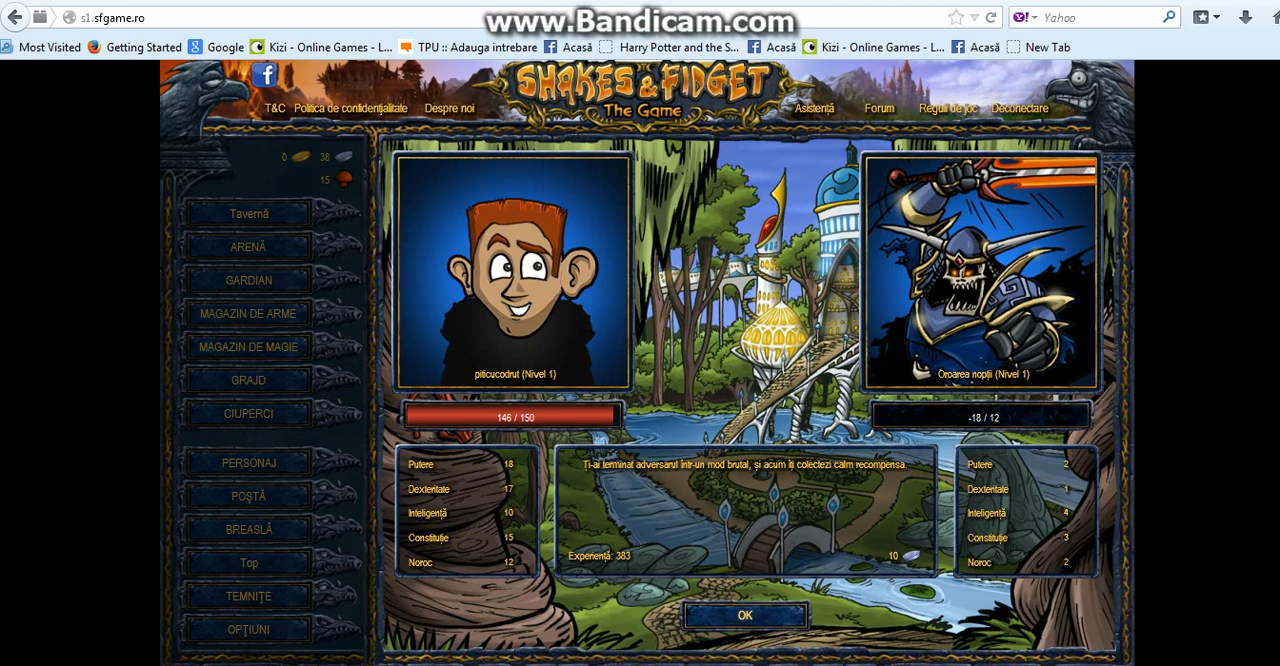 www.Bandicam.com
s1.sfgame.ro
Yahoo
Most Visited Getting Started Google Kizi - Online Games - L... TPU :: Adauga intrebare Acasă Harry Potter and the S... Acasă Kizi - Online Games - L... Acasă New Tab
SHAKES & FIDGET
The Game
T&C Politica de confidențialitate Despre noi Asistență Forum Reguli de joc Deconectare
0 38
15
Tavernă
ARENĂ
GARDIAN
MAGAZIN DE ARME
MAGAZIN DE MAGIE
GRAJD
CIUPERCI
PERSONAJ
POȘTĂ
BREASLĂ
Top
TEMNIȚE
OPȚIUNI
piticucodrut (Nivel 1)
Oroarea nopții (Nivel 1)
146 / 150
-18 / 12
Putere 18
Dexteritate 17
Inteligență 10
Constituție 15
Noroc 12
Ți-ai terminat adversarul într-un mod brutal, și acum îți colectezi calm recompensa.
Experiență: 383
10
Putere 2
Dexteritate 1
Inteligență 4
Constituție 3
Noroc 2
OK